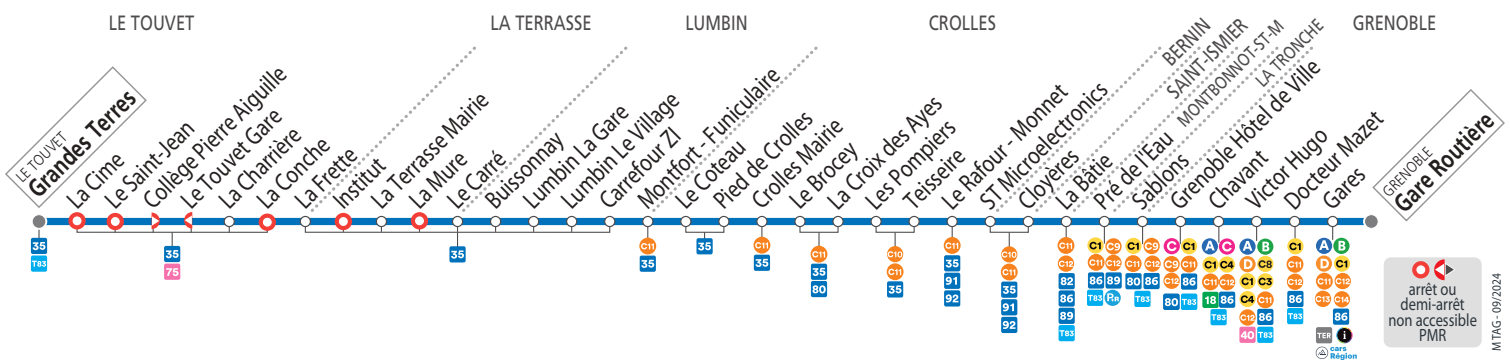 LE TOUVET
LA TERRASSE
LUMBIN
CROLLES
BERNIN
SAINT-ISMIER
MONTBONNOT-ST-M
LA TRONCHE
GRENOBLE
LE TOUVET
Grandes Terres
La Cime
Le Saint-Jean
Collège Pierre Aiguille
Le Touvet Gare
La Charrière
La Conche
La Frette
Institut
La Terrasse Mairie
La Mure
Le Carré
Buissonnay
Lumbin La Gare
Lumbin Le Village
Carrefour ZI
Montfort - Funiculaire
Le Coteau
Pied de Crolles
Crolles Mairie
Le Brocey
La Croix des Ayes
Les Pompiers
Teisseire
Le Rafour - Monnet
ST Microelectronics
Cloyères
La Bâtie
Pré de l'Eau
Sablons
Grenoble Hôtel de Ville
Chavant
Victor Hugo
Docteur Mazet
Gares
GRENOBLE
Gare Routière
35
T83
35
75
35
C11
35
35
C11
35
C11
35
80
C10
C11
35
C11
35
91
92
C10
C11
35
91
92
C11
C12
82
86
89
T83
C1 C9
C11 C12
86 89
T83 P+R
C1 C9
C11 C12
80 86
T83
C C1
C9 C11
C12 86
80 T83
A C
C1 C4
C11 C12
18 86
T83
A B
D C8
C1 C3
C4 C11
C12 86
40 T83
C1
C11
C12
86
T83
A B
D C1
C11 C12
C13 C14
86
TER i
cars
Région
arrêt ou
demi-arrêt
non accessible
PMR
M TAG - 09/2024